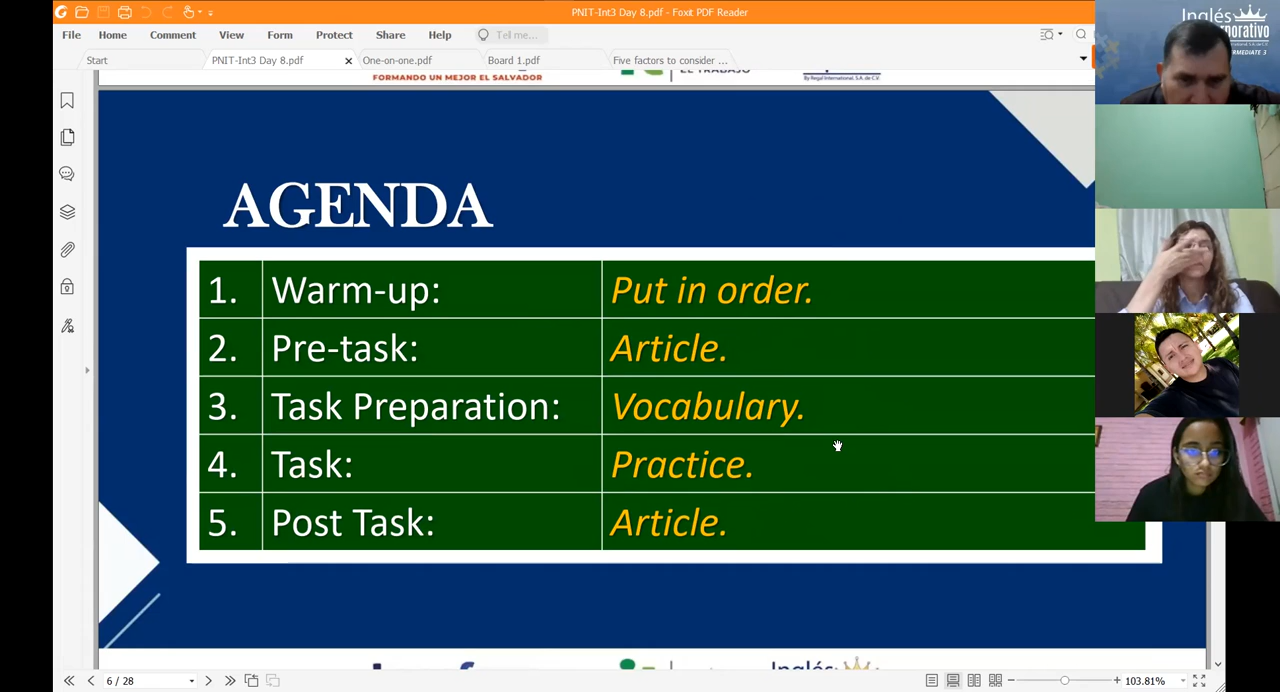 PNIT-Int3 Day 8.pdf - Foxit PDF Reader
File Home Comment View Form Protect Share Help Tell me...
Start PNIT-Int3 Day 8.pdf One-on-one.pdf Board 1.pdf Five factors to consider ...
FORMANDO UN MEJOR EL SALVADOR EL TRABAJO By Regal International, S.A. de C.V.
AGENDA
1. Warm-up: Put in order.
2. Pre-task: Article.
3. Task Preparation: Vocabulary.
4. Task: Practice.
5. Post Task: Article.
Inglés
6 / 28
103.81%
Inglés